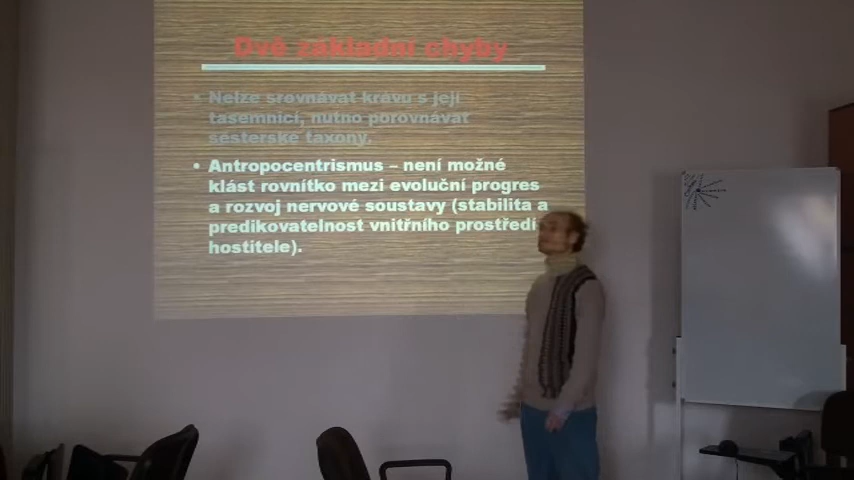 Dvě základní chyby
• Nelze srovnávat krávu s její
tasemnicí, nutno porovnávat
sesterské taxony.
• Antropocentrismus – není možné
klást rovnítko mezi evoluční progres
a rozvoj nervové soustavy (stabilita a
predikovatelnost vnitřního prostředí
hostitele).